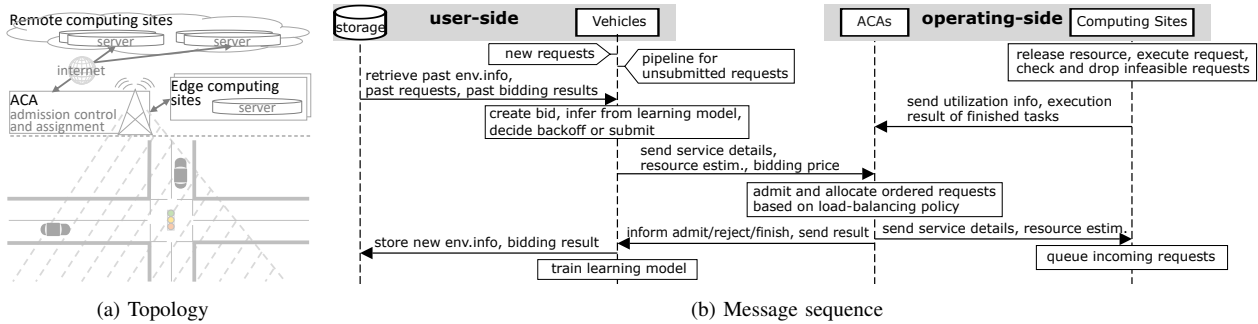 Remote computing sites
server
server
internet
ACA
admission control
and assignment
Edge computing
sites
server
(a) Topology
user-side
operating-side
storage
Vehicles
ACAs
Computing Sites
new requests
pipeline for
unsubmitted requests
release resource, execute request,
check and drop infeasible requests
retrieve past env.info,
past requests, past bidding results
send utilization info, execution
result of finished tasks
create bid, infer from learning model,
decide backoff or submit
send service details,
resource estim., bidding price
admit and allocate ordered requests
based on load-balancing policy
send service details, resource estim.
inform admit/reject/finish, send result
store new env.info, bidding result
queue incoming requests
train learning model
(b) Message sequence